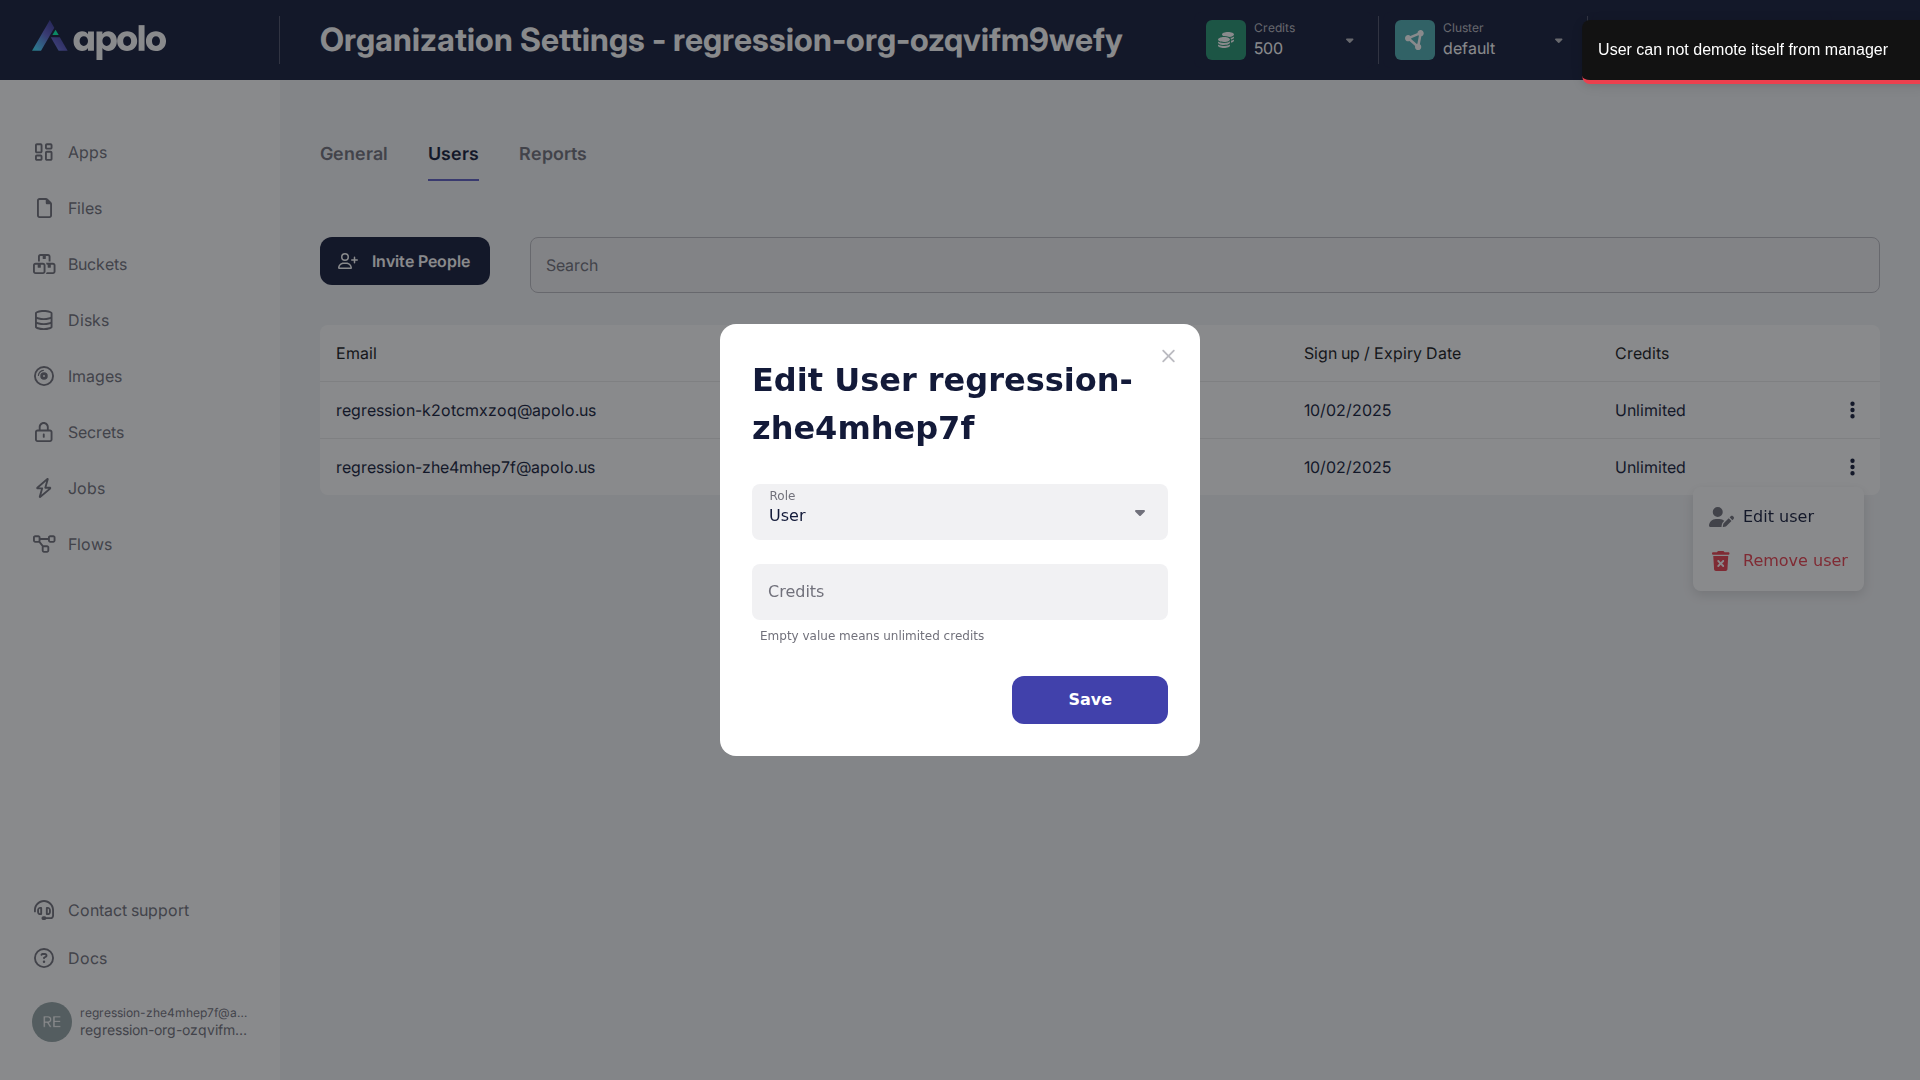 apolo
Organization Settings - regression-org-ozqvifm9wefy
Credits
500
Cluster
default
User can not demote itself from manager
Apps
Files
Buckets
Disks
Images
Secrets
Jobs
Flows
General
Users
Reports
Invite People
Search
Email
Sign up / Expiry Date
Credits
regression-k2otcmxzoq@apolo.us
10/02/2025
Unlimited
regression-zhe4mhep7f@apolo.us
10/02/2025
Unlimited
Edit user
Remove user
Edit User regression-
zhe4mhep7f
Role
User
Credits
Empty value means unlimited credits
Save
Contact support
Docs
RE
regression-zhe4mhep7f@a...
regression-org-ozqvifm...